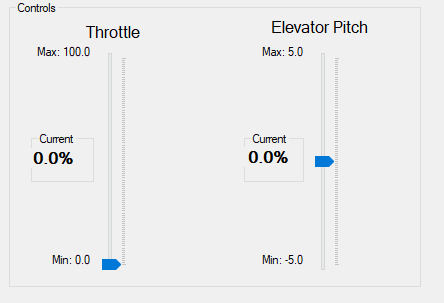 Controls
Throttle
Elevator Pitch
Max: 100.0
Max: 5.0
Current
0.0%
Current
0.0%
Min: 0.0
Min: -5.0